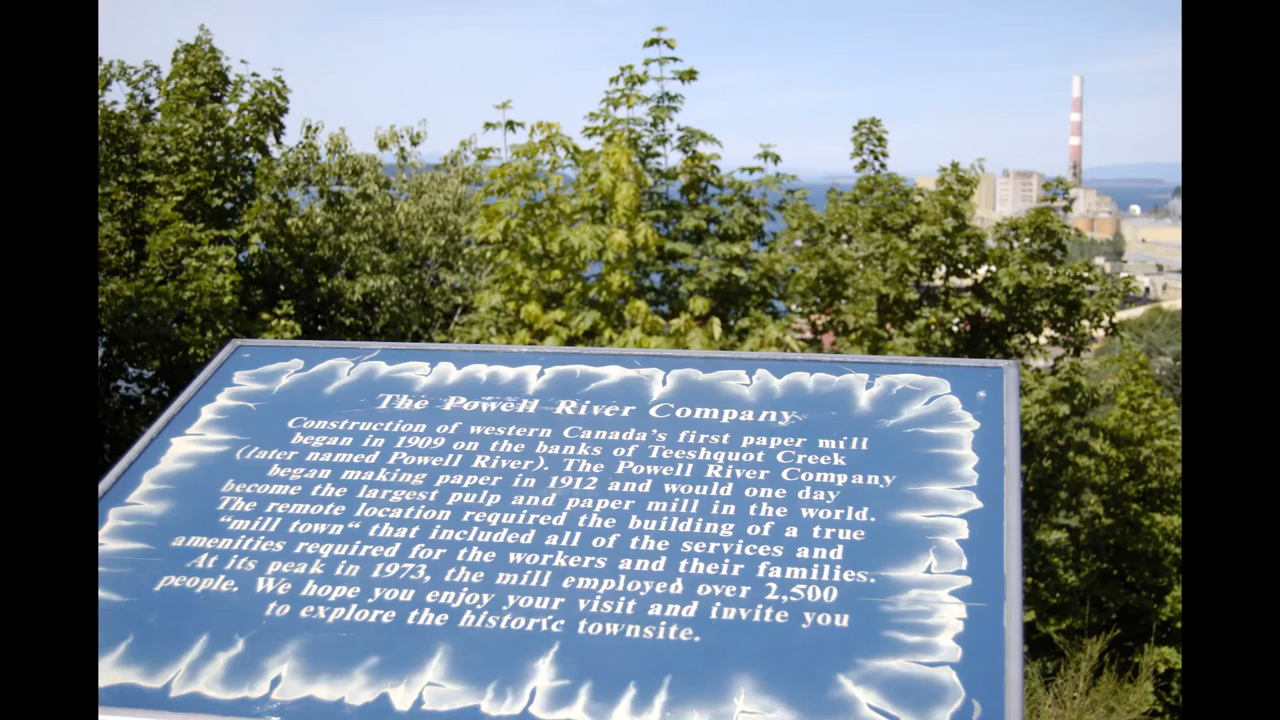 The Powell River Company
Construction of western Canada's first paper mill
began in 1909 on the banks of Teeshquot Creek
(later named Powell River). The Powell River Company
began making paper in 1912 and would one day
become the largest pulp and paper mill in the world.
The remote location required the building of a true
“mill town“ that included all of the services and
amenities required for the workers and their families.
At its peak in 1973, the mill employed over 2,500
people. We hope you enjoy your visit and invite you
to explore the historic townsite.